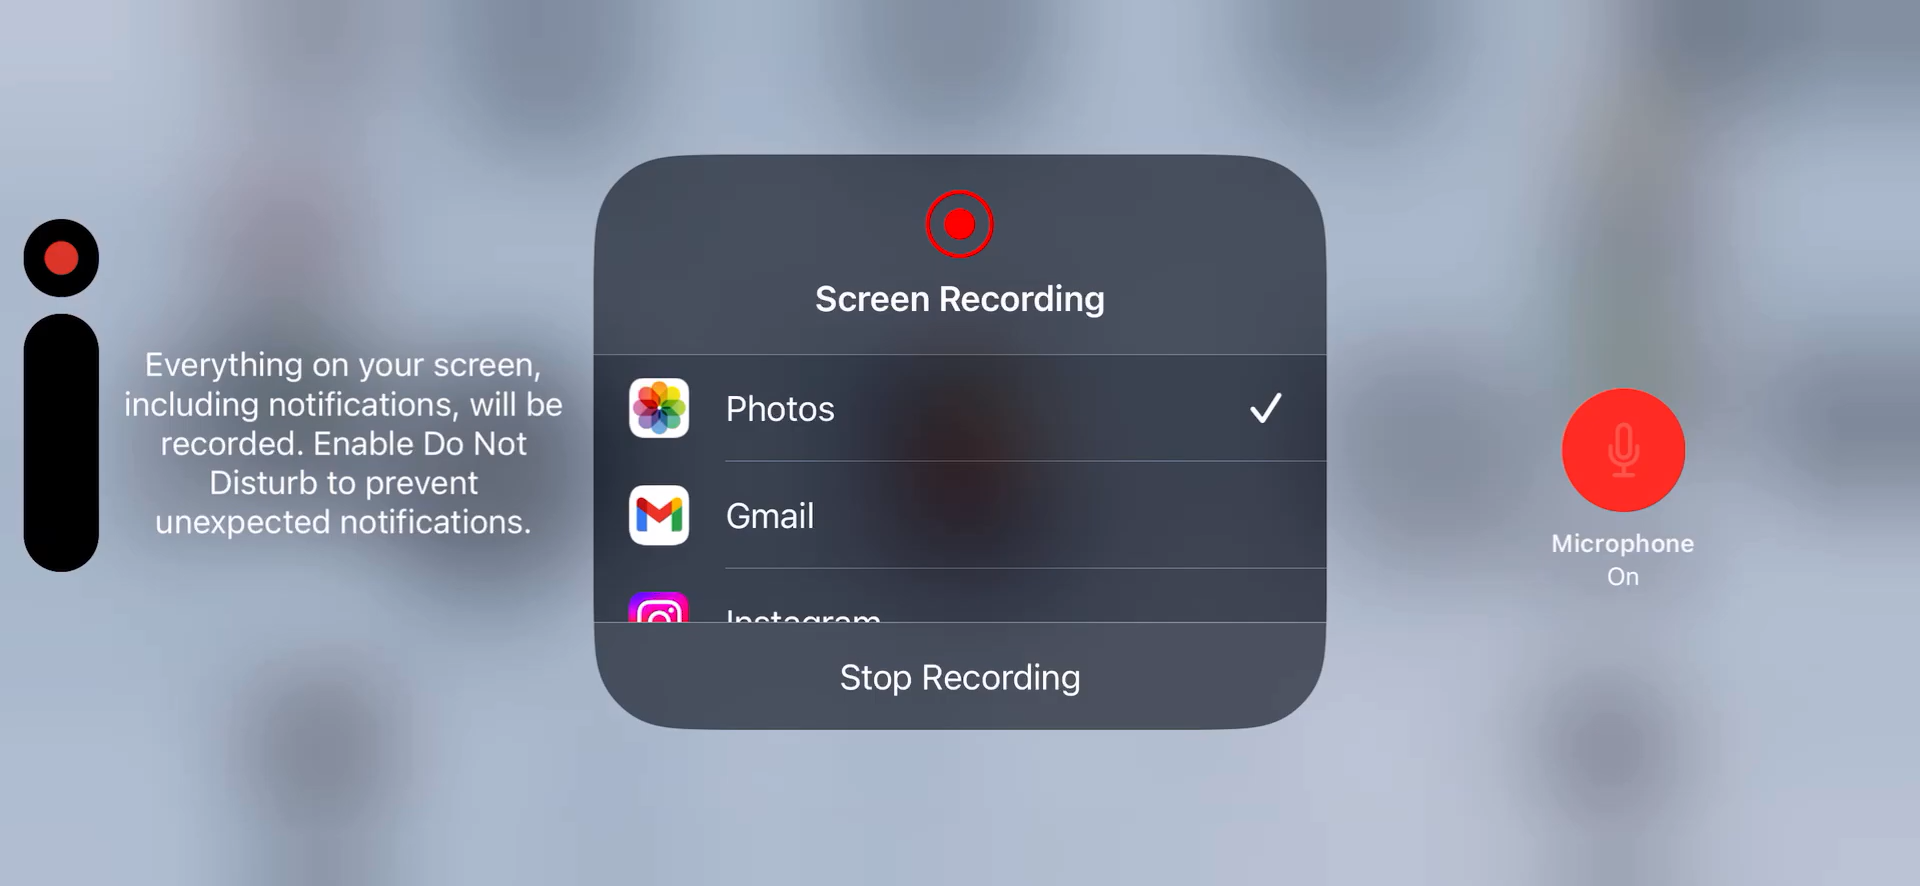 Everything on your screen,
including notifications, will be
recorded. Enable Do Not
Disturb to prevent
unexpected notifications.
Screen Recording
Photos
Gmail
Instagram
Stop Recording
Microphone
On